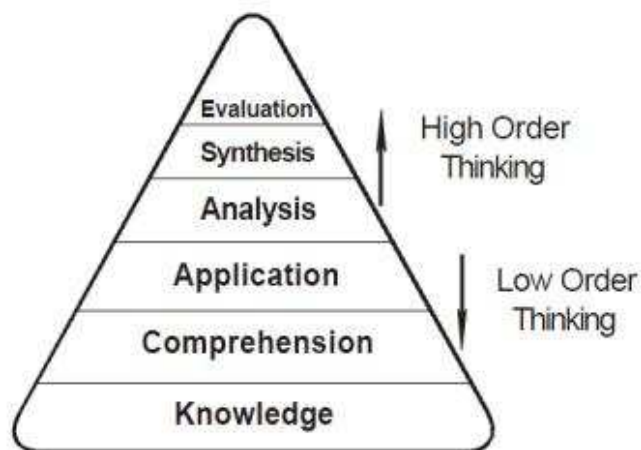 Evaluation
Synthesis
Analysis
Application
Comprehension
Knowledge
High Order
Thinking
Low Order
Thinking